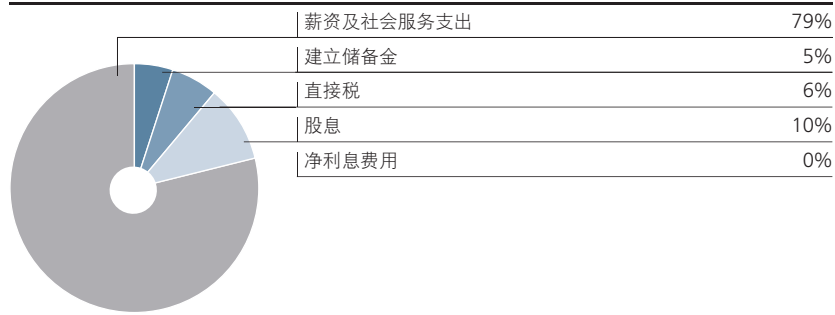 薪资及社会服务支出 79%
建立储备金 5%
直接税 6%
股息 10%
净利息费用 0%